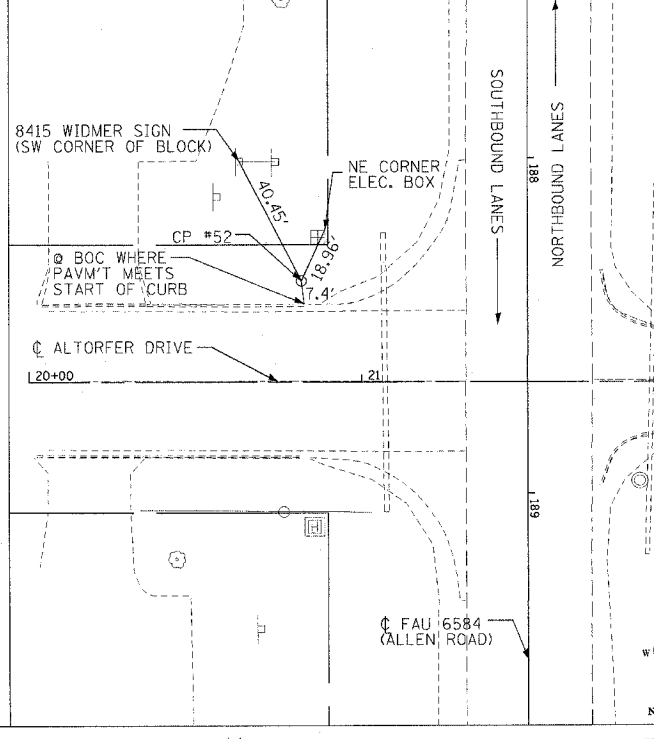 8415 WIDMER SIGN
(SW CORNER OF BLOCK)
40.45'
NE CORNER
ELEC. BOX
CP #52
18.96'
@ BOC WHERE
PAVM'T MEETS
START OF CURB
7.4'
℄ ALTORFER DRIVE
20+00
21
SOUTHBOUND LANES
NORTHBOUND LANES
188
189
H
℄ FAU 6584
(ALLEN ROAD)
W
N